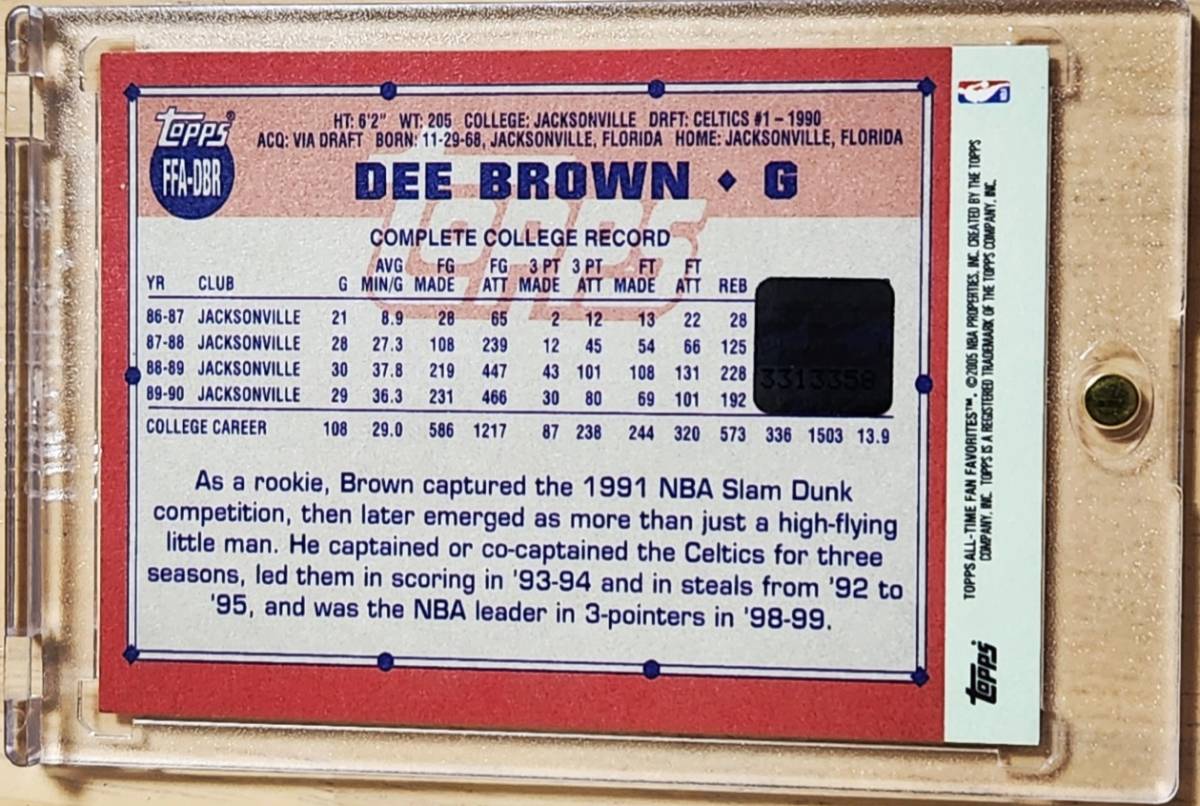 Topps®
FFA-DBR
HT: 6'2" WT: 205 COLLEGE: JACKSONVILLE DRFT: CELTICS #1 – 1990
ACQ: VIA DRAFT BORN: 11-29-68, JACKSONVILLE, FLORIDA HOME: JACKSONVILLE, FLORIDA
DEE BROWN ♦ G
Topps
COMPLETE COLLEGE RECORD
AVG FG FG 3 PT 3 PT FT FT
YR CLUB G MIN/G MADE ATT MADE ATT MADE ATT REB
86-87 JACKSONVILLE 21 8.9 28 65 2 12 13 22 28
87-88 JACKSONVILLE 28 27.3 108 239 12 45 54 66 125
88-89 JACKSONVILLE 30 37.8 219 447 43 101 108 131 228
89-90 JACKSONVILLE 29 36.3 231 466 30 80 69 101 192
3313358
COLLEGE CAREER 108 29.0 586 1217 87 238 244 320 573 336 1503 13.9
As a rookie, Brown captured the 1991 NBA Slam Dunk
competition, then later emerged as more than just a high-flying
little man. He captained or co-captained the Celtics for three
seasons, led them in scoring in '93-94 and in steals from '92 to
'95, and was the NBA leader in 3-pointers in '98-99.
TOPPS ALL-TIME FAN FAVORITES™. ©2005 NBA PROPERTIES, INC. CREATED BY THE TOPPS
COMPANY, INC. TOPPS IS A REGISTERED TRADEMARK OF THE TOPPS COMPANY, INC.
Topps